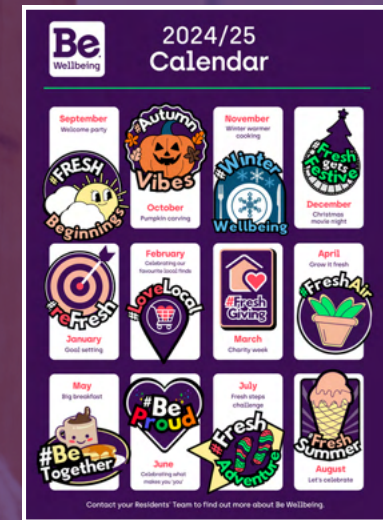 Be.
Wellbeing
2024/25
Calendar
September
Welcome party
#FRESH
Beginnings
#Autumn
Vibes
October
Pumpkin carving
November
Winter warmer
cooking
#Winter
Wellbeing
#Fresh
gets
Festive
December
Christmas
movie night
#reFresh
January
Goal setting
February
Celebrating our
favourite local finds
#LoveLocal
#Fresh
Giving
March
Charity week
April
Grow it fresh
#FreshAir
May
Big breakfast
#Be
Together
#Be
Proud
June
Celebrating what
makes you 'you'
July
Fresh steps
challenge
#Fresh
Adventure
#Fresh
Summer
August
Let's celebrate
Contact your Residents' Team to find out more about Be Wellbeing.